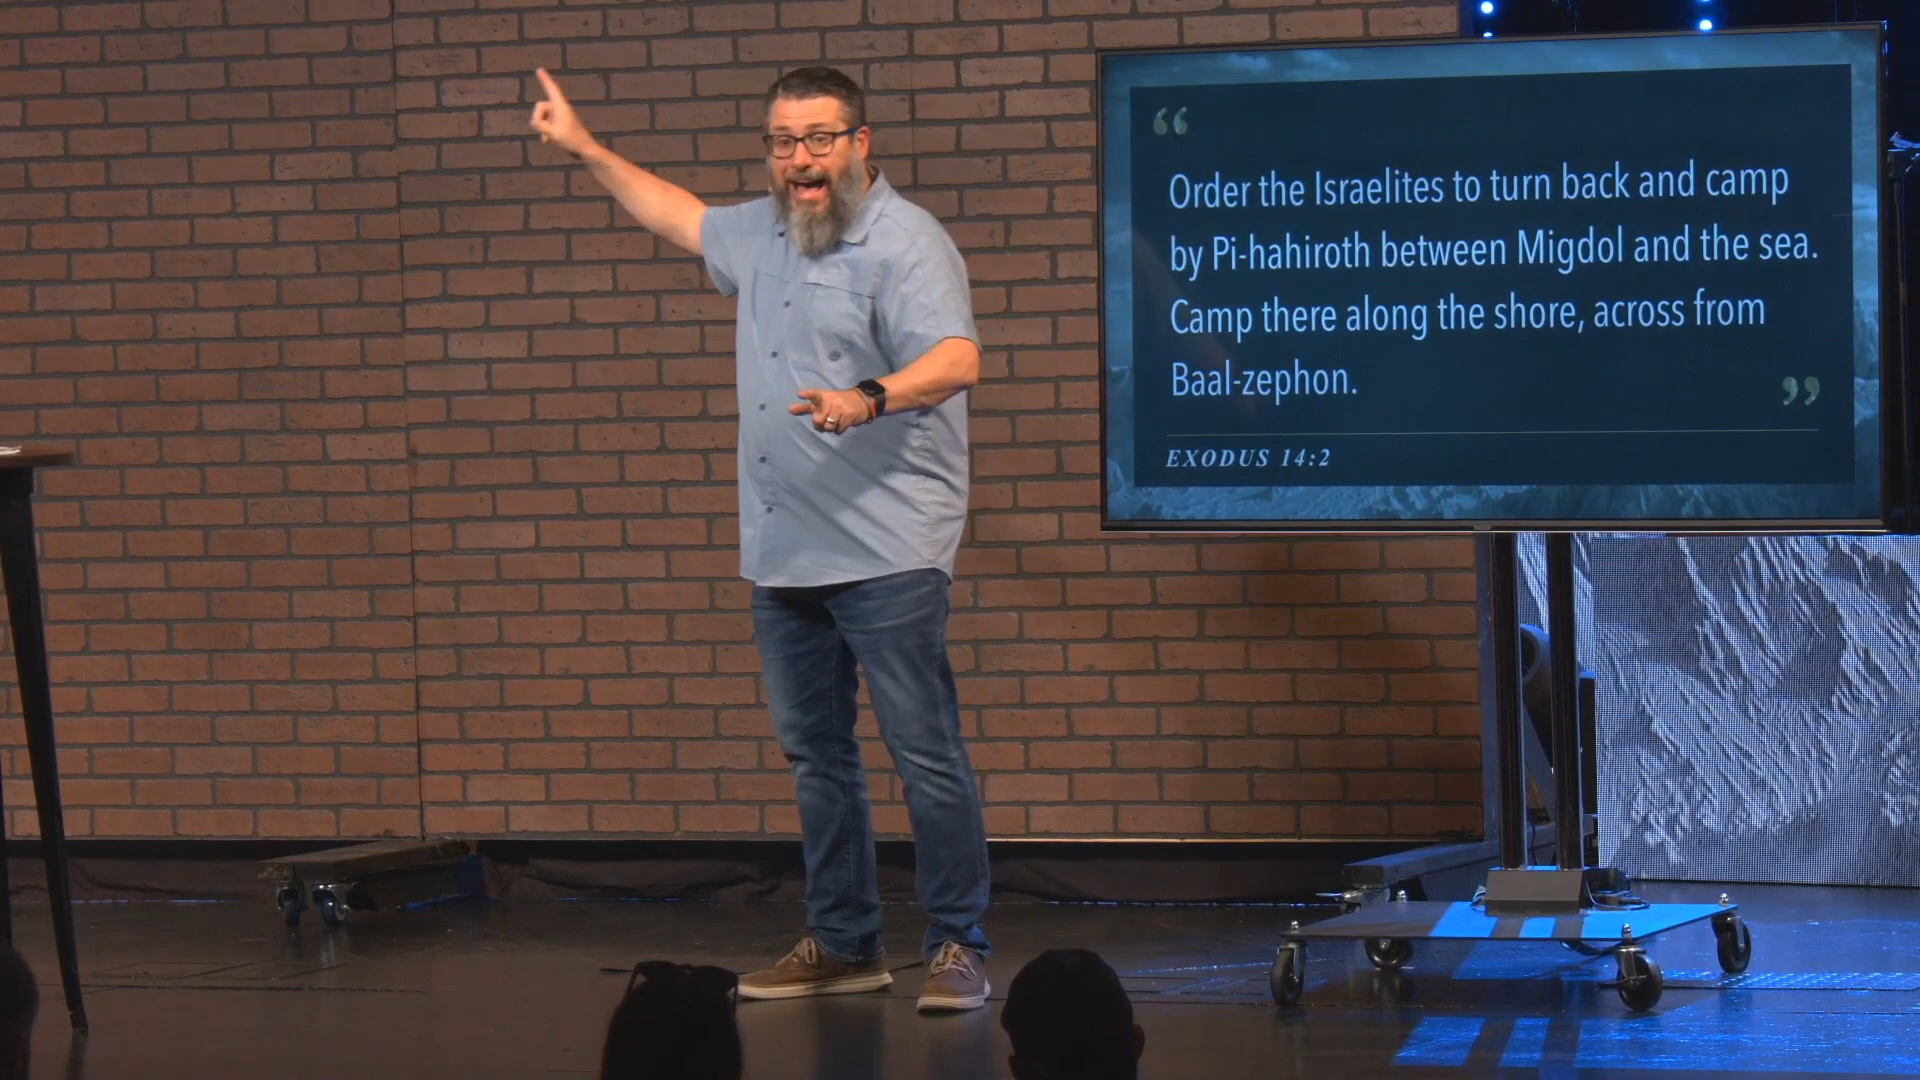 “
Order the Israelites to turn back and camp
by Pi-hahiroth between Migdol and the sea.
Camp there along the shore, across from
Baal-zephon.
”
EXODUS 14:2